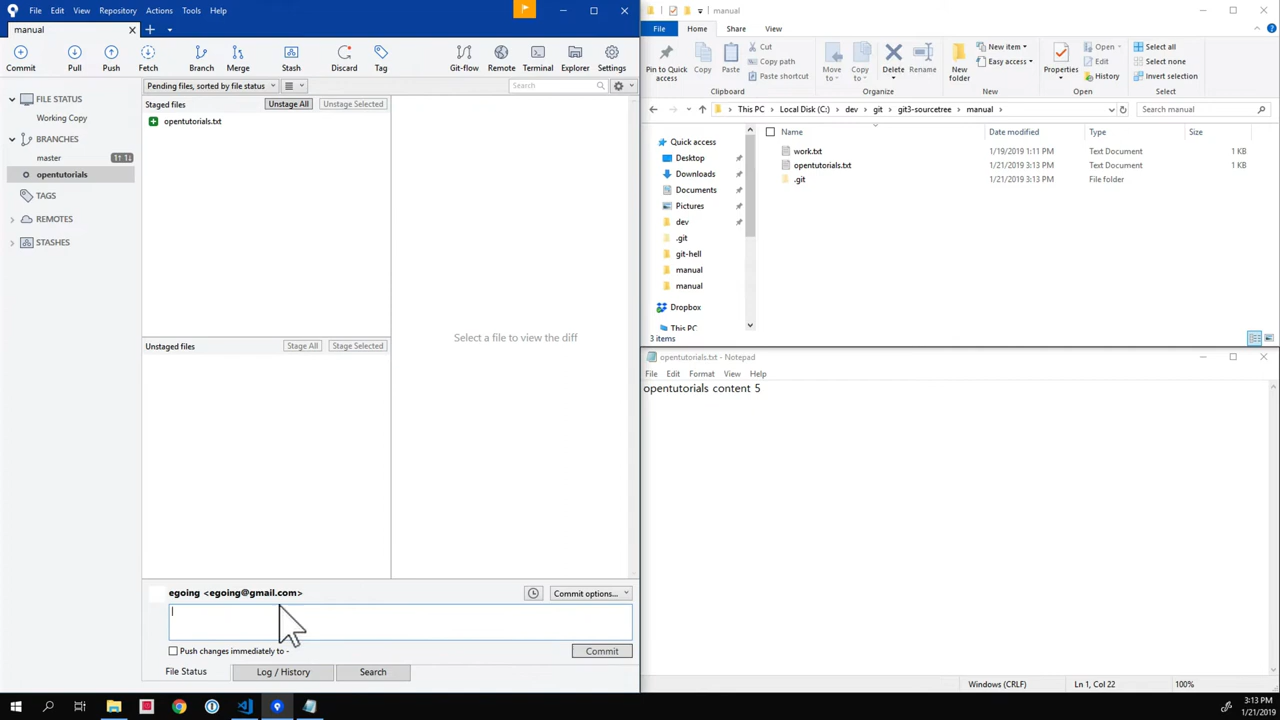 File Edit View Repository Actions Tools Help
manual
Commit Pull Push Fetch Branch Merge Stash Discard Tag Git-flow Remote Terminal Explorer Settings
FILE STATUS
Working Copy
BRANCHES
master 1↑ 1↓
opentutorials
TAGS
REMOTES
STASHES
Pending files, sorted by file status
Search
Staged files Unstage All Unstage Selected
opentutorials.txt
Unstaged files Stage All Stage Selected
Select a file to view the diff
egoing <egoing@gmail.com> Commit options...
Push changes immediately to -
Commit
File Status Log / History Search
manual
File Home Share View
Pin to Quick access
Copy
Paste
Cut
Copy path
Paste shortcut
Clipboard
Move to
Copy to
Delete
Rename
Organize
New folder
New item
Easy access
New
Properties
Open
Edit
History
Open
Select all
Select none
Invert selection
Select
This PC > Local Disk (C:) > dev > git > git3-sourcetree > manual
Search manual
Quick access
Desktop
Downloads
Documents
Pictures
dev
.git
git-hell
manual
manual
Dropbox
This PC
Name Date modified Type Size
work.txt 1/19/2019 1:11 PM Text Document 1 KB
opentutorials.txt 1/21/2019 3:13 PM Text Document 1 KB
.git 1/21/2019 3:13 PM File folder
3 items
opentutorials.txt - Notepad
File Edit Format View Help
opentutorials content 5
Windows (CRLF) Ln 1, Col 22 100%
3:13 PM
1/21/2019